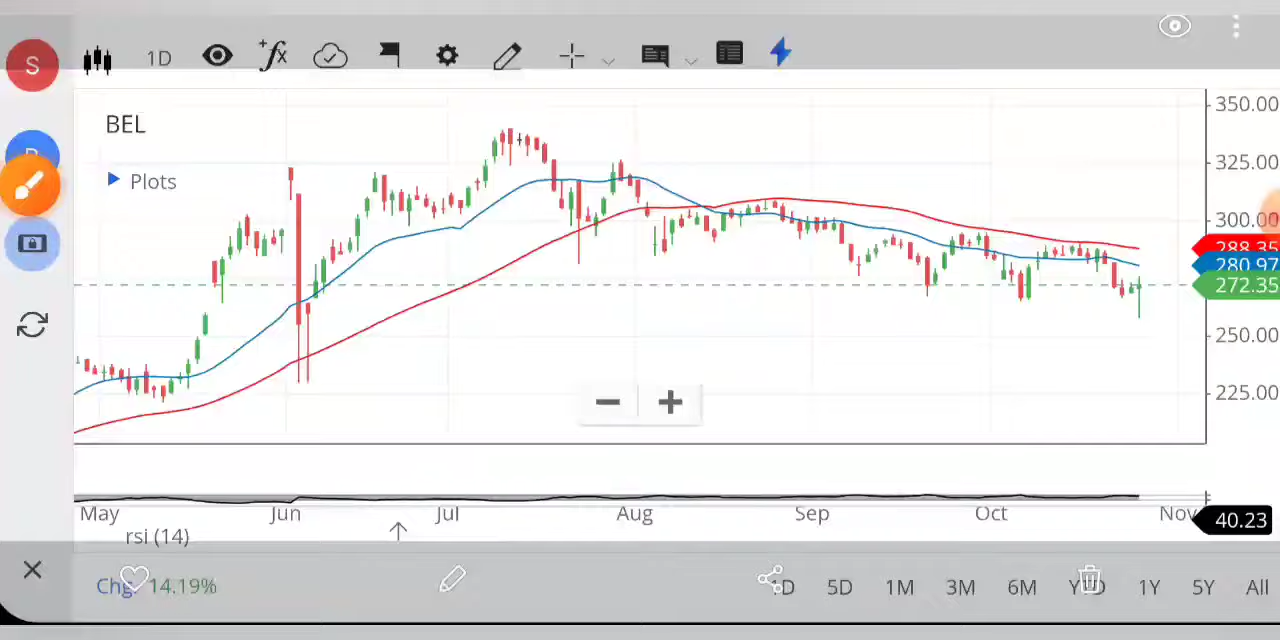 S
1D
BEL
Plots
350.00
325.00
300.00
288.35
280.97
272.35
250.00
225.00
May Jun Jul Aug Sep Oct Nov
40.23
rsi (14)
Chg: 14.19%
1D 5D 1M 3M 6M YTD 1Y 5Y All